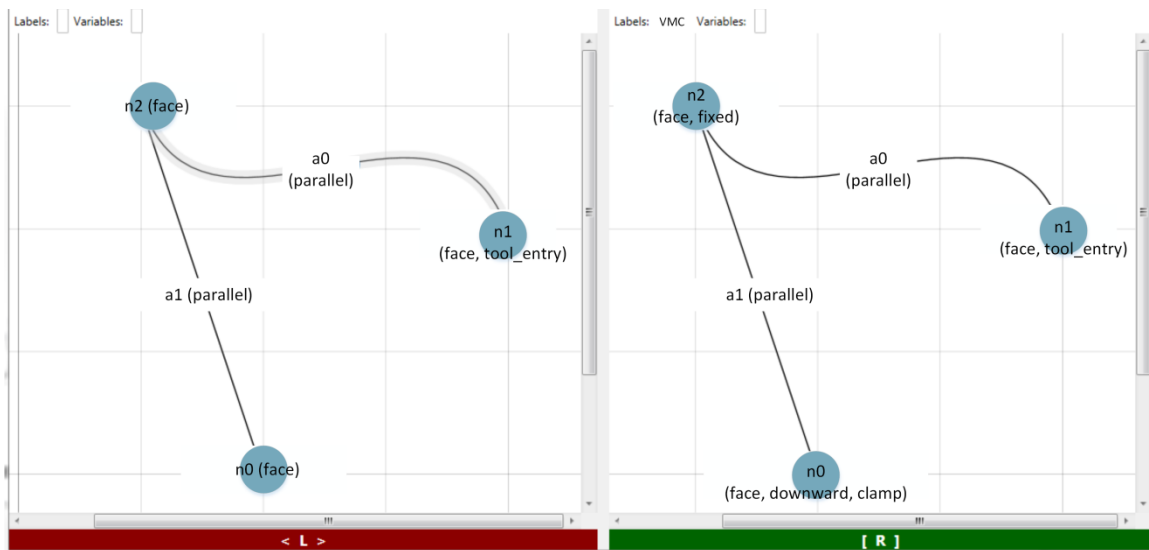 Labels: Variables:
n2 (face)
a0
(parallel)
n1
(face, tool_entry)
a1 (parallel)
n0 (face)
< L >
Labels: VMC Variables:
n2
(face, fixed)
a0
(parallel)
n1
(face, tool_entry)
a1 (parallel)
n0
(face, downward, clamp)
[ R ]